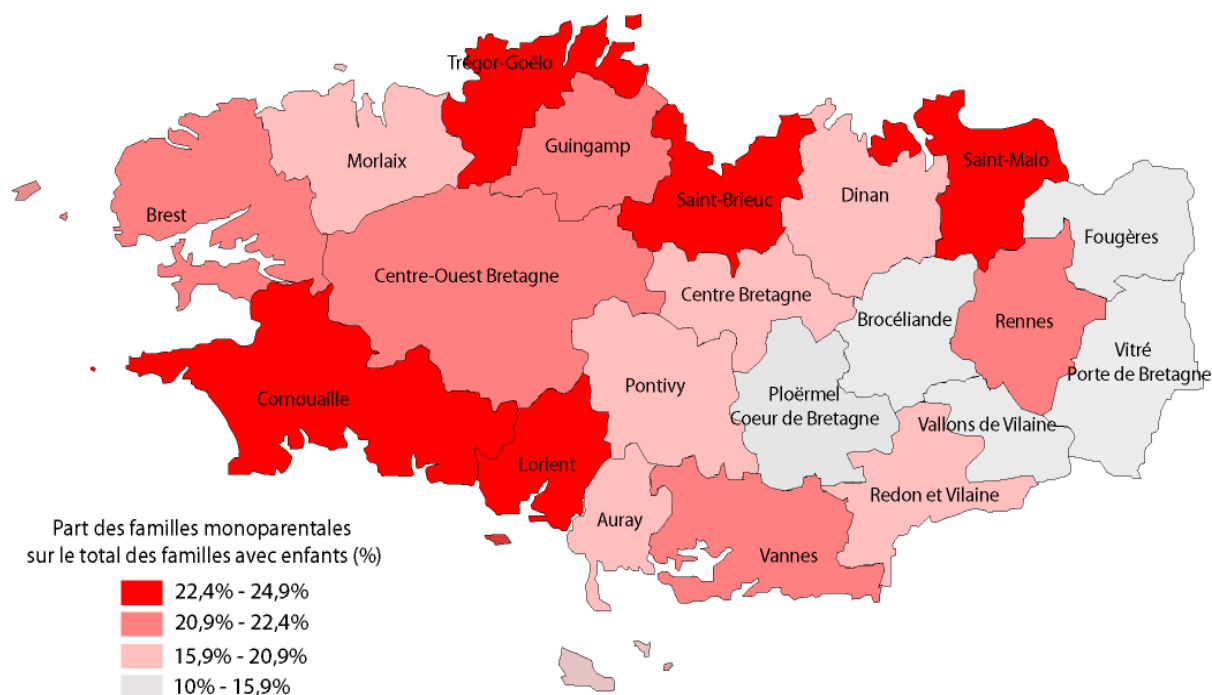 Trégor-Goëlo
Guingamp
Morlaix
Saint-Malo
Saint-Brieuc
Dinan
Brest
Fougères
Centre-Ouest Bretagne
Centre Bretagne
Brocéliande
Rennes
Vitré
Porte de Bretagne
Cornouaille
Pontivy
Ploërmel
Coeur de Bretagne
Vallons de Vilaine
Lorient
Redon et Vilaine
Auray
Vannes
Part des familles monoparentales
sur le total des familles avec enfants (%)
22,4% - 24,9%
20,9% - 22,4%
15,9% - 20,9%
10% - 15,9%